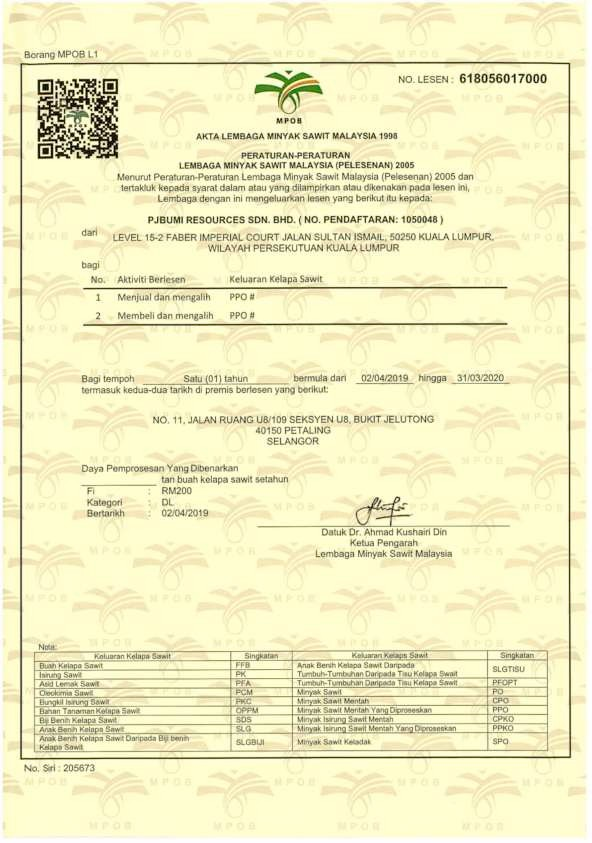 Borang MPOB L1
NO. LESEN : 618056017000
MPOB
AKTA LEMBAGA MINYAK SAWIT MALAYSIA 1998
PERATURAN-PERATURAN
LEMBAGA MINYAK SAWIT MALAYSIA (PELESENAN) 2005
Menurut Peraturan-Peraturan Lembaga Minyak Sawit Malaysia (Pelesenan) 2005 dan
tertakluk kepada syarat dalam atau yang dilampirkan atau dikenakan pada lesen ini,
Lembaga dengan ini mengeluarkan lesen yang berikut itu kepada:
PJBUMI RESOURCES SDN. BHD. ( NO. PENDAFTARAN: 1050048 )
dari
LEVEL 15-2 FABER IMPERIAL COURT JALAN SULTAN ISMAIL, 50250 KUALA LUMPUR,
WILAYAH PERSEKUTUAN KUALA LUMPUR
bagi
No. Aktiviti Berlesen Keluaran Kelapa Sawit
1 Menjual dan mengalih PPO #
2 Membeli dan mengalih PPO #
Bagi tempoh Satu (01) tahun bermula dari 02/04/2019 hingga 31/03/2020
termasuk kedua-dua tarikh di premis berlesen yang berikut:
NO. 11, JALAN RUANG U8/109 SEKSYEN U8, BUKIT JELUTONG
40150 PETALING
SELANGOR
Daya Pemprosesan Yang Dibenarkan
tan buah kelapa sawit setahun
Fi : RM200
Kategori : DL
Bertarikh : 02/04/2019
Datuk Dr. Ahmad Kushairi Din
Ketua Pengarah
Lembaga Minyak Sawit Malaysia
Nota:
Keluaran Kelapa Sawit Singkatan Keluaran Kelaps Sawit Singkatan
Buah Kelapa Sawit FFB Anak Benih Kelapa Sawit Daripada
Tumbuh-Tumbuhan Daripada Tisu Kelapa Swait SLGTISU
Isirung Sawit PK
Asid Lemak Sawit PFA Tumbuh-Tumbuhan Daripada Tisu Kelapa Sawit PFOPT
Oleokimia Sawit PCM Minyak Sawit PO
Bungkil Isirung Sawit PKC Minyak Sawit Mentah CPO
Bahan Tanaman Kelapa Sawit OPPM Minyak Sawit Mentah Yang Diproseskan PPO
Biji Benih Kelapa Sawit SDS Minyak Isirung Sawit Mentah CPKO
Anak Benih Kelapa Sawit SLG Minyak Isirung Sawit Mentah Yang Diproseskan PPKO
Anak Benih Kelapa Sawit Daripada Biji benih
Kelapa Sawit SLGBIJI Minyak Sawit Keladak SPO
No. Siri : 205673